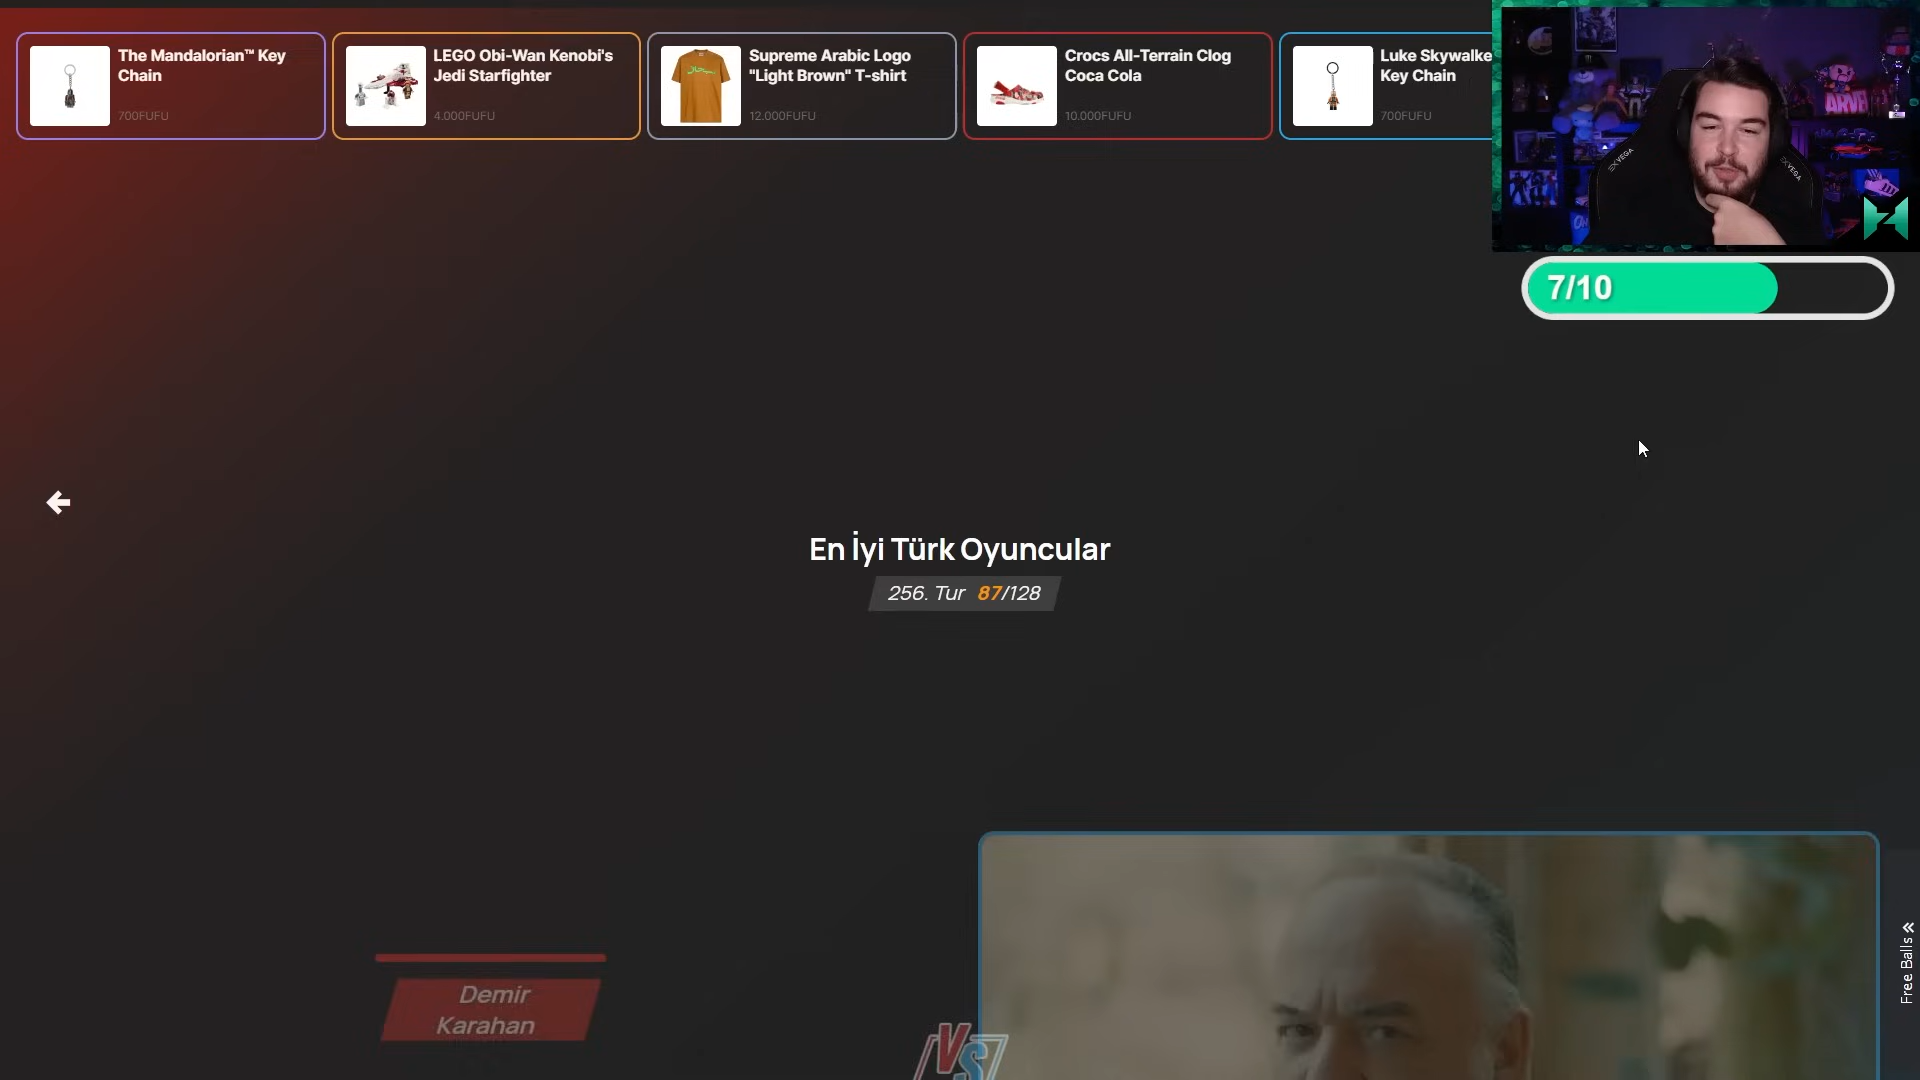 The Mandalorian™ Key
Chain
700FUFU
LEGO Obi-Wan Kenobi's
Jedi Starfighter
4.000FUFU
Supreme Arabic Logo
"Light Brown" T-shirt
12.000FUFU
Crocs All-Terrain Clog
Coca Cola
10.000FUFU
Luke Skywalke
Key Chain
700FUFU
VEGA
VEGA
7/10
En İyi Türk Oyuncular
256. Tur 87/128
Demir
Karahan
VS
Free Balls